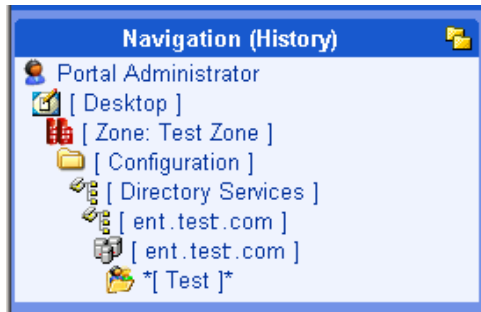 Navigation (History)
Portal Administrator
[ Desktop ]
[ Zone: Test Zone ]
[ Configuration ]
[ Directory Services ]
[ ent.test.com ]
[ ent.test.com ]
*[ Test ]*